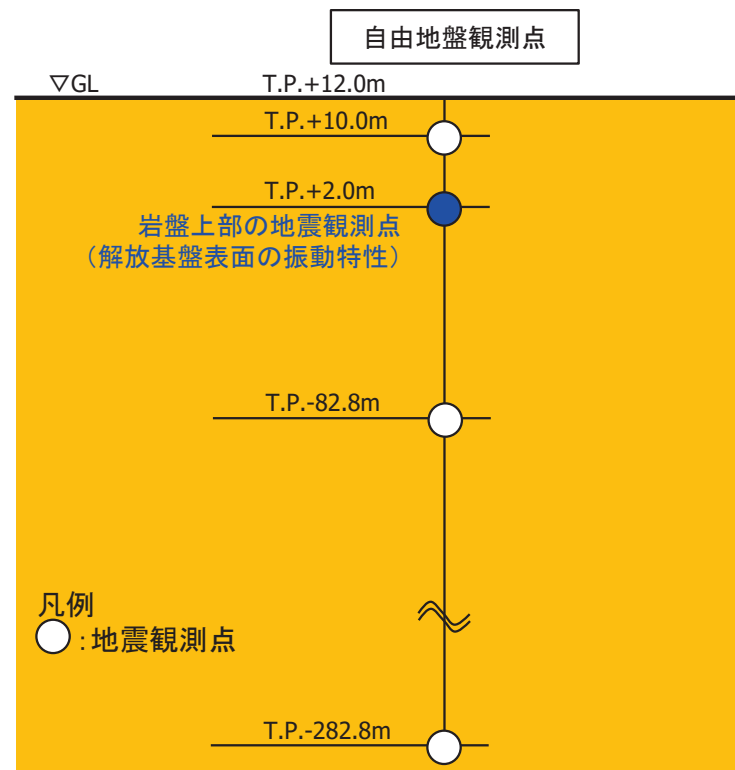 自由地盤観測点
▽GL
T.P.+12.0m
T.P.+10.0m
T.P.+2.0m
岩盤上部の地震観測点
（解放基盤表面の振動特性）
T.P.-82.8m
凡例
○:地震観測点
T.P.-282.8m